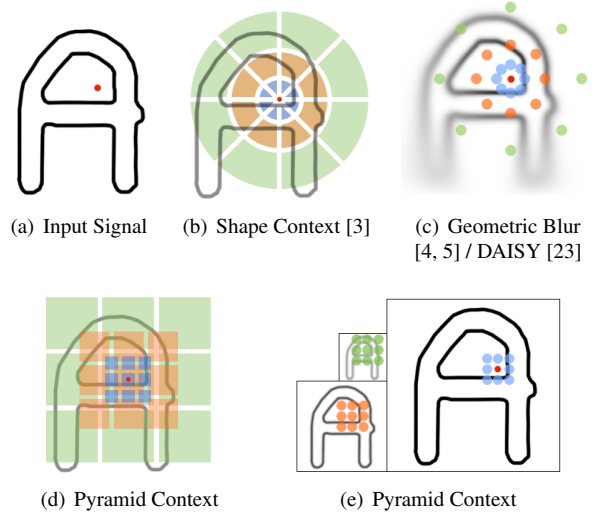 (a) Input Signal
(b) Shape Context [3]
(c) Geometric Blur
[4, 5] / DAISY [23]
(d) Pyramid Context
(e) Pyramid Context